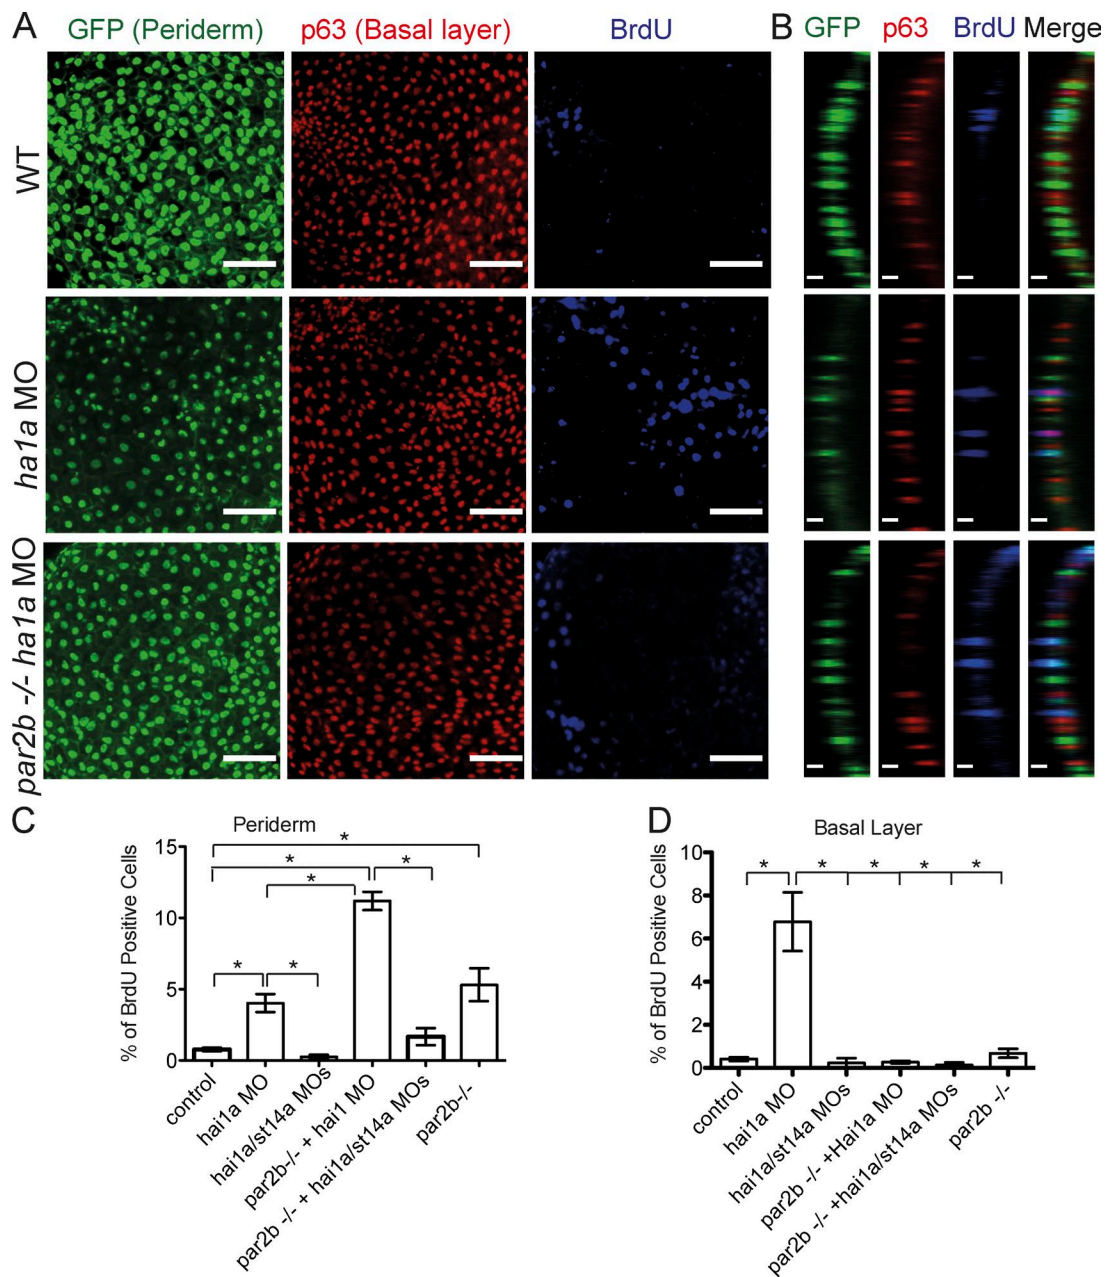 A GFP (Periderm) p63 (Basal layer) BrdU B GFP p63 BrdU Merge
WT
ha1a MO
par2b -/- ha1a MO
C
Periderm
% of BrdU Positive Cells
15
10
5
0
*
*
*
*
*
*
control
hai1a MO
hai1a/st14a MOs
par2b-/- + hai1 MO
par2b -/- + hai1a/st14a MOs
par2b-/-
D
Basal Layer
% of BrdU Positive Cells
10
8
6
4
2
0
* * * * *
control
hai1a MO
hai1a/st14a MOs
par2b -/- +Hai1a MO
par2b -/- +hai1a/st14a MOs
par2b -/-